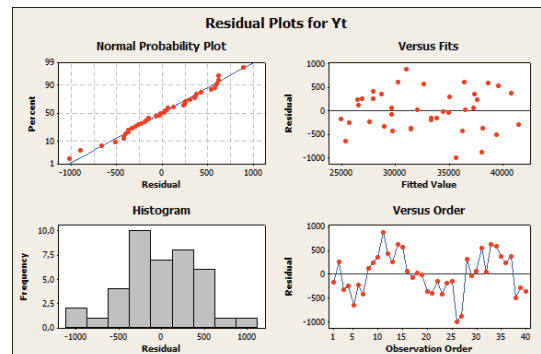 Residual Plots for Yt
Normal Probability Plot
99
90
50
10
1
Percent
-1000 -500 0 500 1000
Residual
Versus Fits
1000
500
0
-500
-1000
Residual
25000 30000 35000 40000
Fitted Value
Histogram
10,0
7,5
5,0
2,5
0,0
Frequency
-1000 -500 0 500 1000
Residual
Versus Order
1000
500
0
-500
-1000
Residual
1 5 10 15 20 25 30 35 40
Observation Order